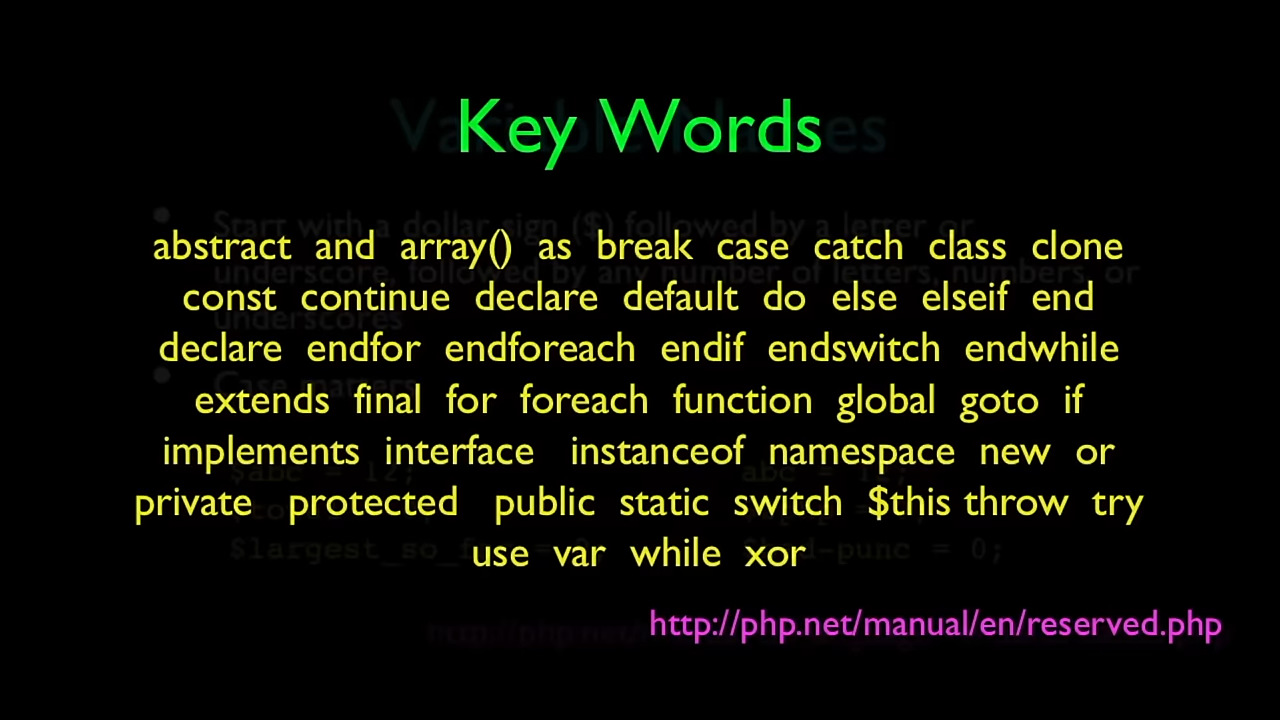 Key Words
abstract and array() as break case catch class clone
const continue declare default do else elseif end
declare endfor endforeach endif endswitch endwhile
extends final for foreach function global goto if
implements interface instanceof namespace new or
private protected public static switch $this throw try
use var while xor
http://php.net/manual/en/reserved.php